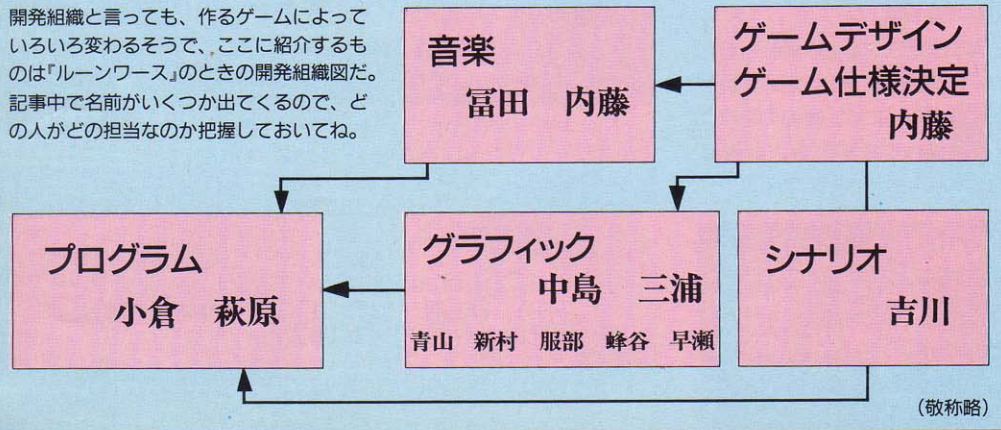 開発組織と言っても、作るゲームによって
いろいろ変わるそうで、ここに紹介するも
のは『ルーンワース』のときの開発組織図だ。
記事中で名前がいくつか出てくるので、ど
の人がどの担当なのか把握しておいてね。
音楽
冨田 内藤
ゲームデザイン
ゲーム仕様決定
内藤
プログラム
小倉 萩原
グラフィック
中島 三浦
青山 新村 服部 蜂谷 早瀬
シナリオ
吉川
(敬称略)